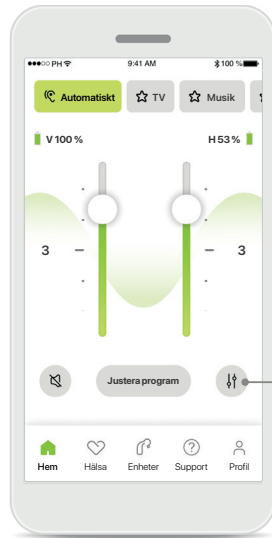 PH 9:41 AM 100 %
Automatiskt TV Musik
V 100 % H 53 %
3 3
Justera program
Hem Hälsa Enheter Support Profil